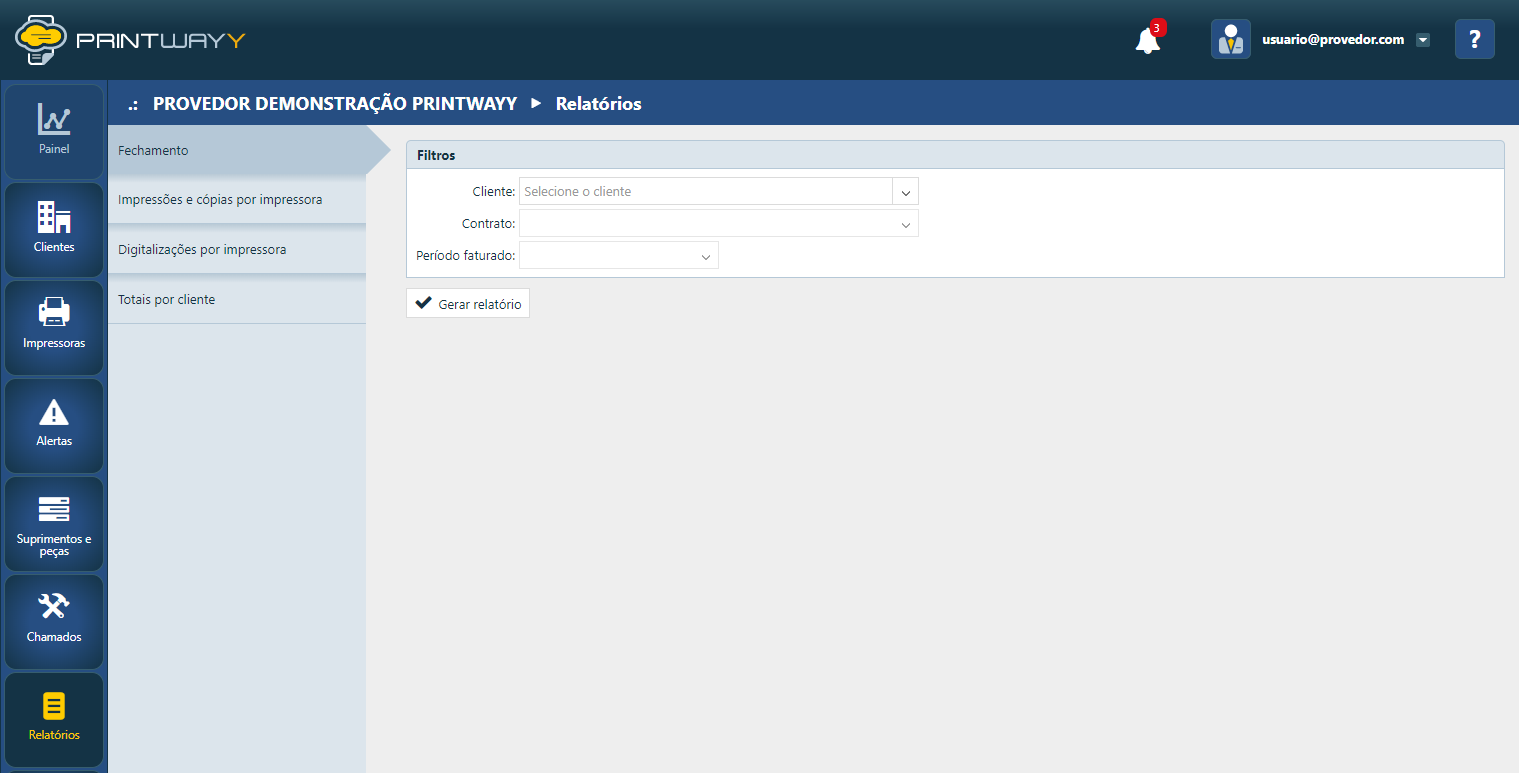 PRINTWAYY
3
usuario@provedor.com
?
.: PROVEDOR DEMONSTRAÇÃO PRINTWAYY ► Relatórios
Painel
Clientes
Impressoras
Alertas
Suprimentos e
peças
Chamados
Relatórios
Fechamento
Impressões e cópias por impressora
Digitalizações por impressora
Totais por cliente
Filtros
Cliente: Selecione o cliente
Contrato:
Período faturado:
Gerar relatório